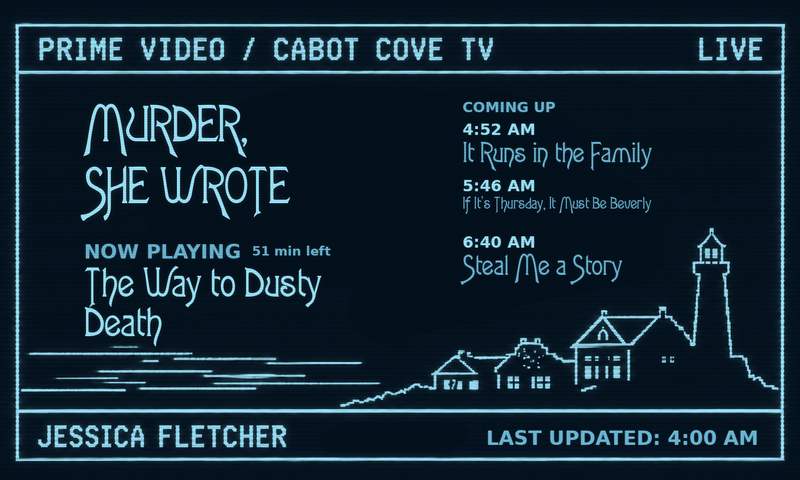 PRIME VIDEO / CABOT COVE TV
LIVE
MURDER,
SHE WROTE
NOW PLAYING 51 min left
The Way to Dusty
Death
COMING UP
4:52 AM
It Runs in the Family
5:46 AM
If It's Thursday, It Must Be Beverly
6:40 AM
Steal Me a Story
JESSICA FLETCHER
LAST UPDATED: 4:00 AM